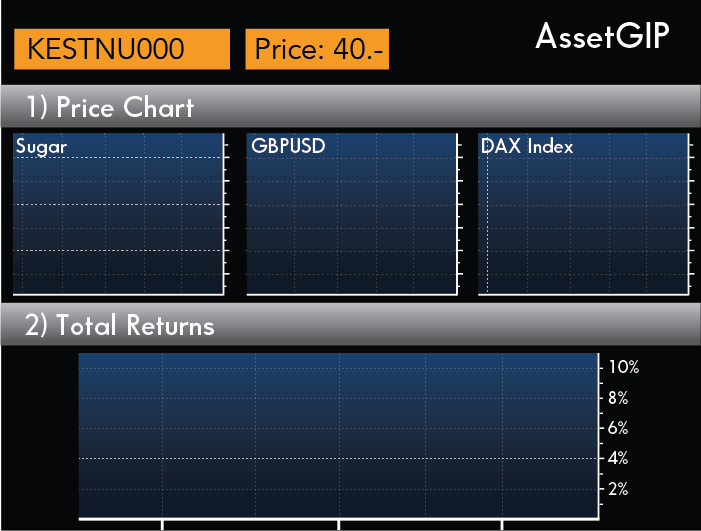 KESTNU000 Price: 40.- AssetGIP
1) Price Chart
Sugar GBPUSD DAX Index
2) Total Returns
10%
8%
6%
4%
2%